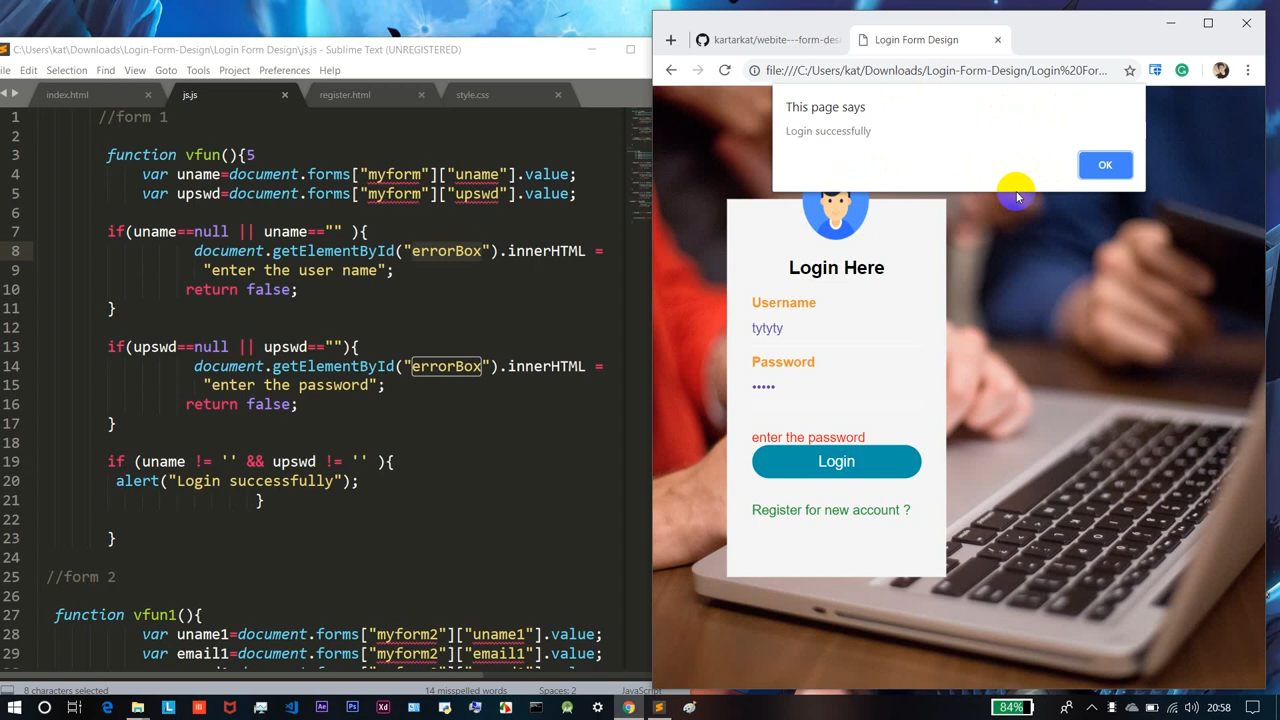 C:\Users\kat\Downloads\Login-Form-Design\Login Form Design\js.js - Sublime Text (UNREGISTERED)
ile Edit Selection Find View Goto Tools Project Preferences Help
index.html js.js register.html style.css
1 //form 1
2
3 function vfun(){5
4 var uname=document.forms["myform"]["uname"].value;
5 var upswd=document.forms["myform"]["upswd"].value;
6
7 if(uname==null || uname=="" ){
8 document.getElementById("errorBox").innerHTML =
9 "enter the user name";
10 return false;
11 }
12
13 if(upswd==null || upswd==""){
14 document.getElementById("errorBox").innerHTML =
15 "enter the password";
16 return false;
17 }
18
19 if (uname != '' && upswd != '' ){
20 alert("Login successfully");
21 }
22
23 }
24
25 //form 2
26
27 function vfun1(){
28 var uname1=document.forms["myform2"]["uname1"].value;
29 var email1=document.forms["myform2"]["email1"].value;
8 characters selected 14 misspelled words Spaces: 2 JavaScript
kartarkat/webite---form-des
Login Form Design
file:///C:/Users/kat/Downloads/Login-Form-Design/Login%20For...
This page says
Login successfully
OK
Login Here
Username
tytyty
Password
•••••
enter the password
Login
Register for new account ?
84% 20:58